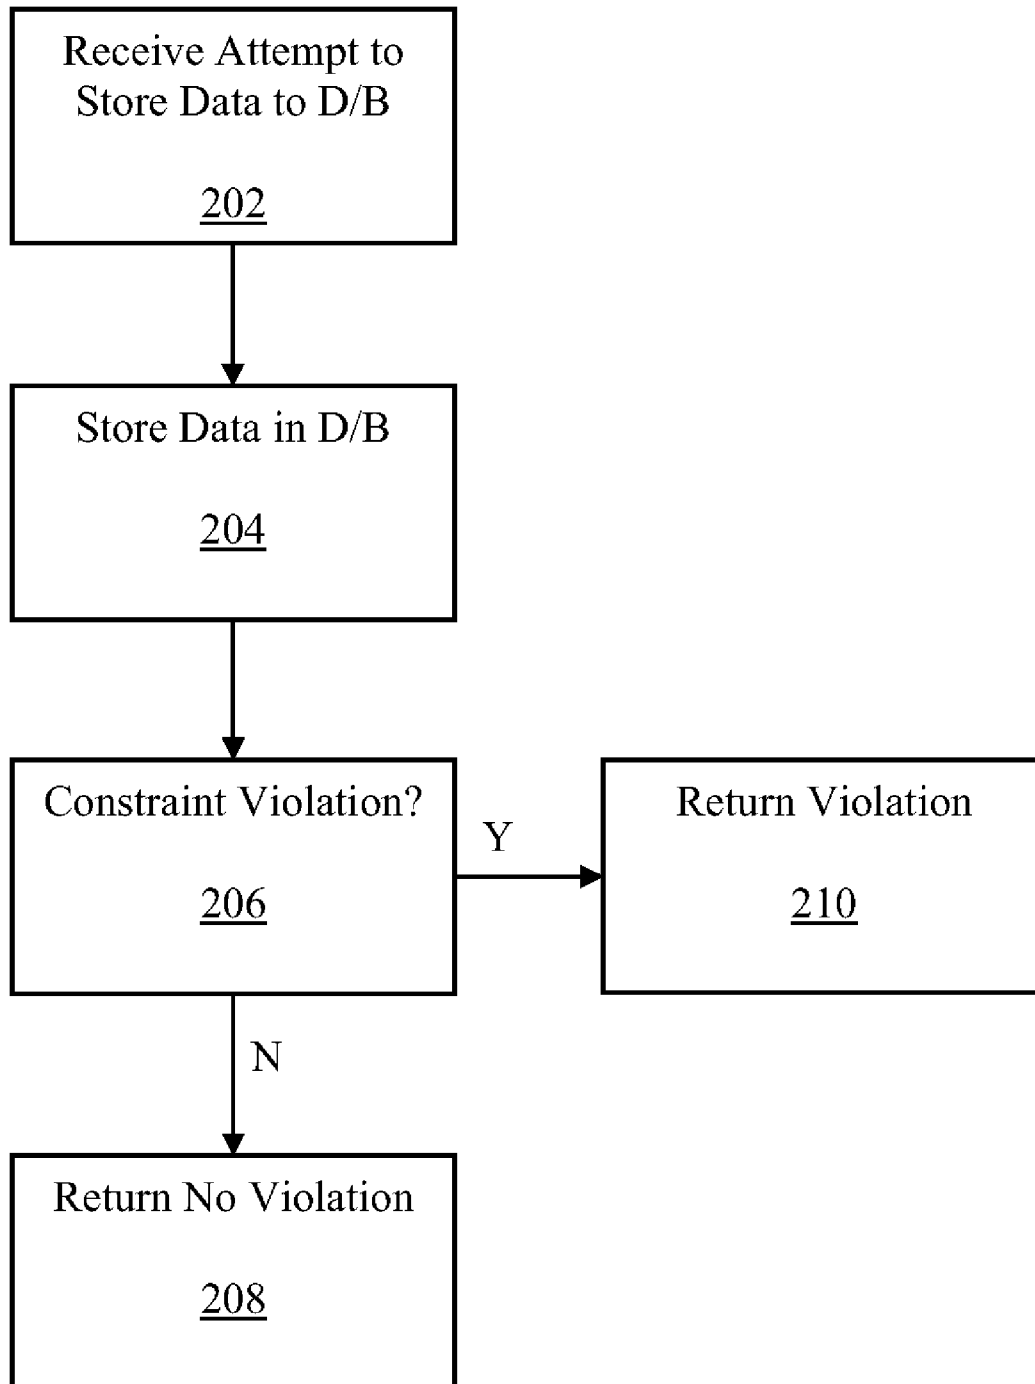 Receive Attempt to
Store Data to D/B
202
Store Data in D/B
204
Constraint Violation?
206
Y
Return Violation
210
N
Return No Violation
208